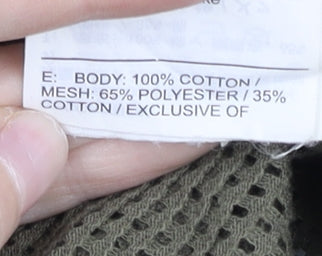 E: BODY: 100% COTTON /
MESH: 65% POLYESTER / 35%
COTTON / EXCLUSIVE OF